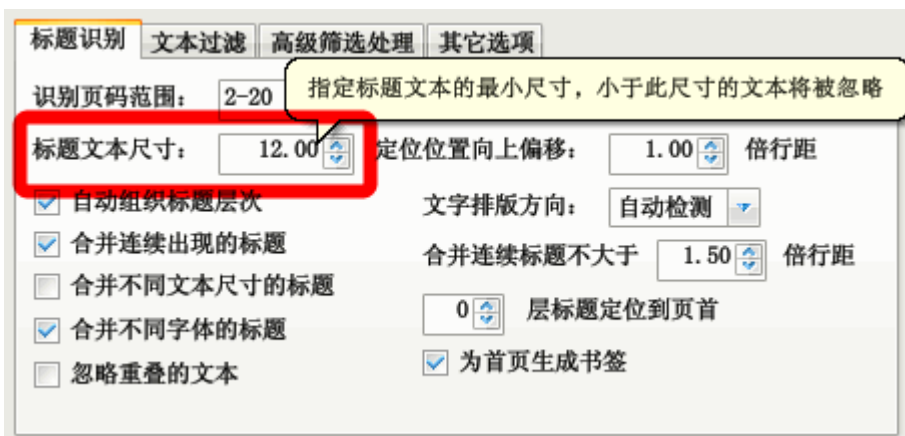 标题识别 文本过滤 高级筛选处理 其它选项
识别页码范围： 2-20
指定标题文本的最小尺寸，小于此尺寸的文本将被忽略
标题文本尺寸： 12.00 定位位置向上偏移： 1.00 倍行距
自动组织标题层次 文字排版方向： 自动检测
合并连续出现的标题 合并连续标题不大于 1.50 倍行距
合并不同文本尺寸的标题
0 层标题定位到页首
合并不同字体的标题
为首页生成书签
忽略重叠的文本